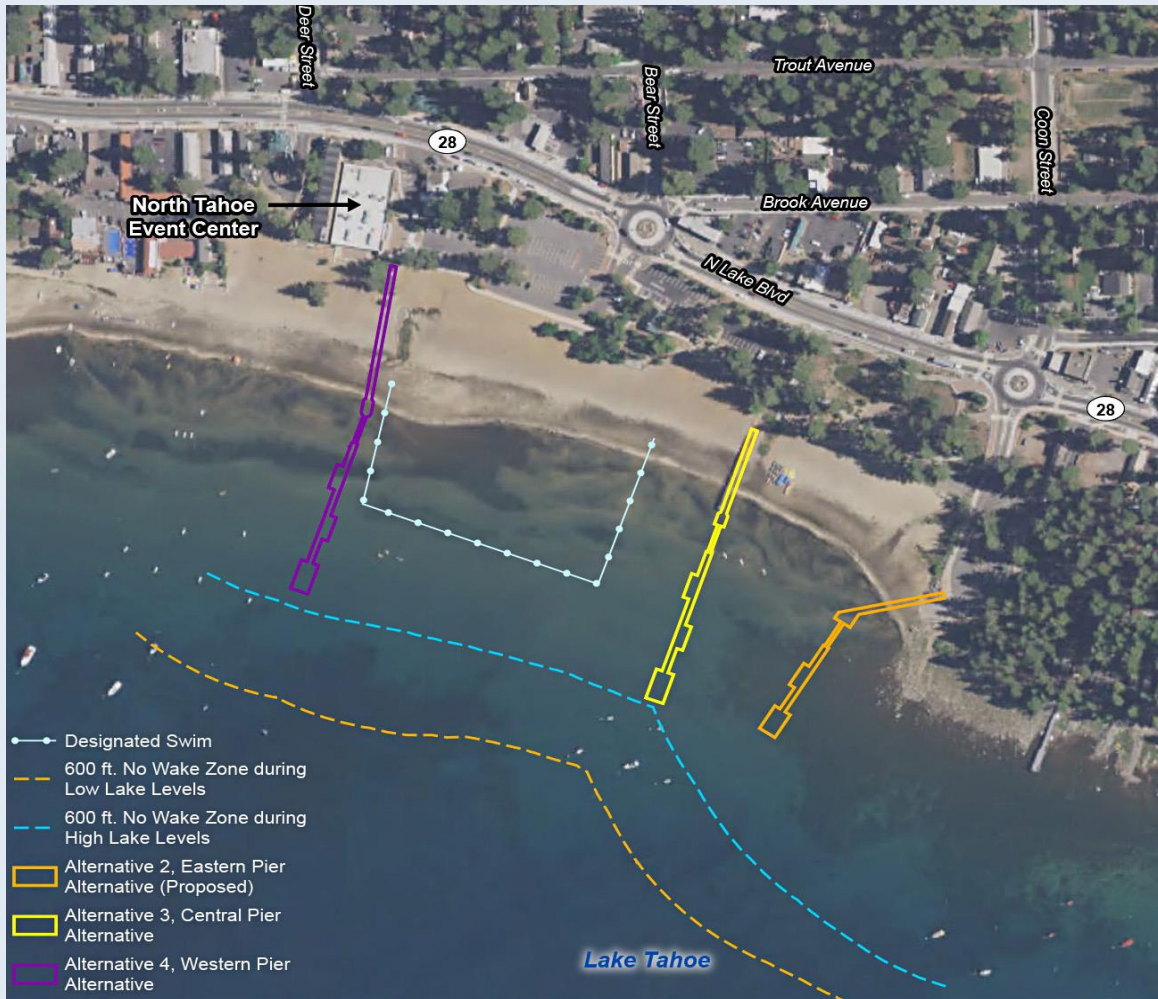 Deer Street
Bear Street
Trout Avenue
Coon Street
28
North Tahoe
Event Center
Brook Avenue
N Lake Blvd
28
Designated Swim
600 ft. No Wake Zone during
Low Lake Levels
600 ft. No Wake Zone during
High Lake Levels
Alternative 2, Eastern Pier
Alternative (Proposed)
Alternative 3, Central Pier
Alternative
Alternative 4, Western Pier
Alternative
Lake Tahoe